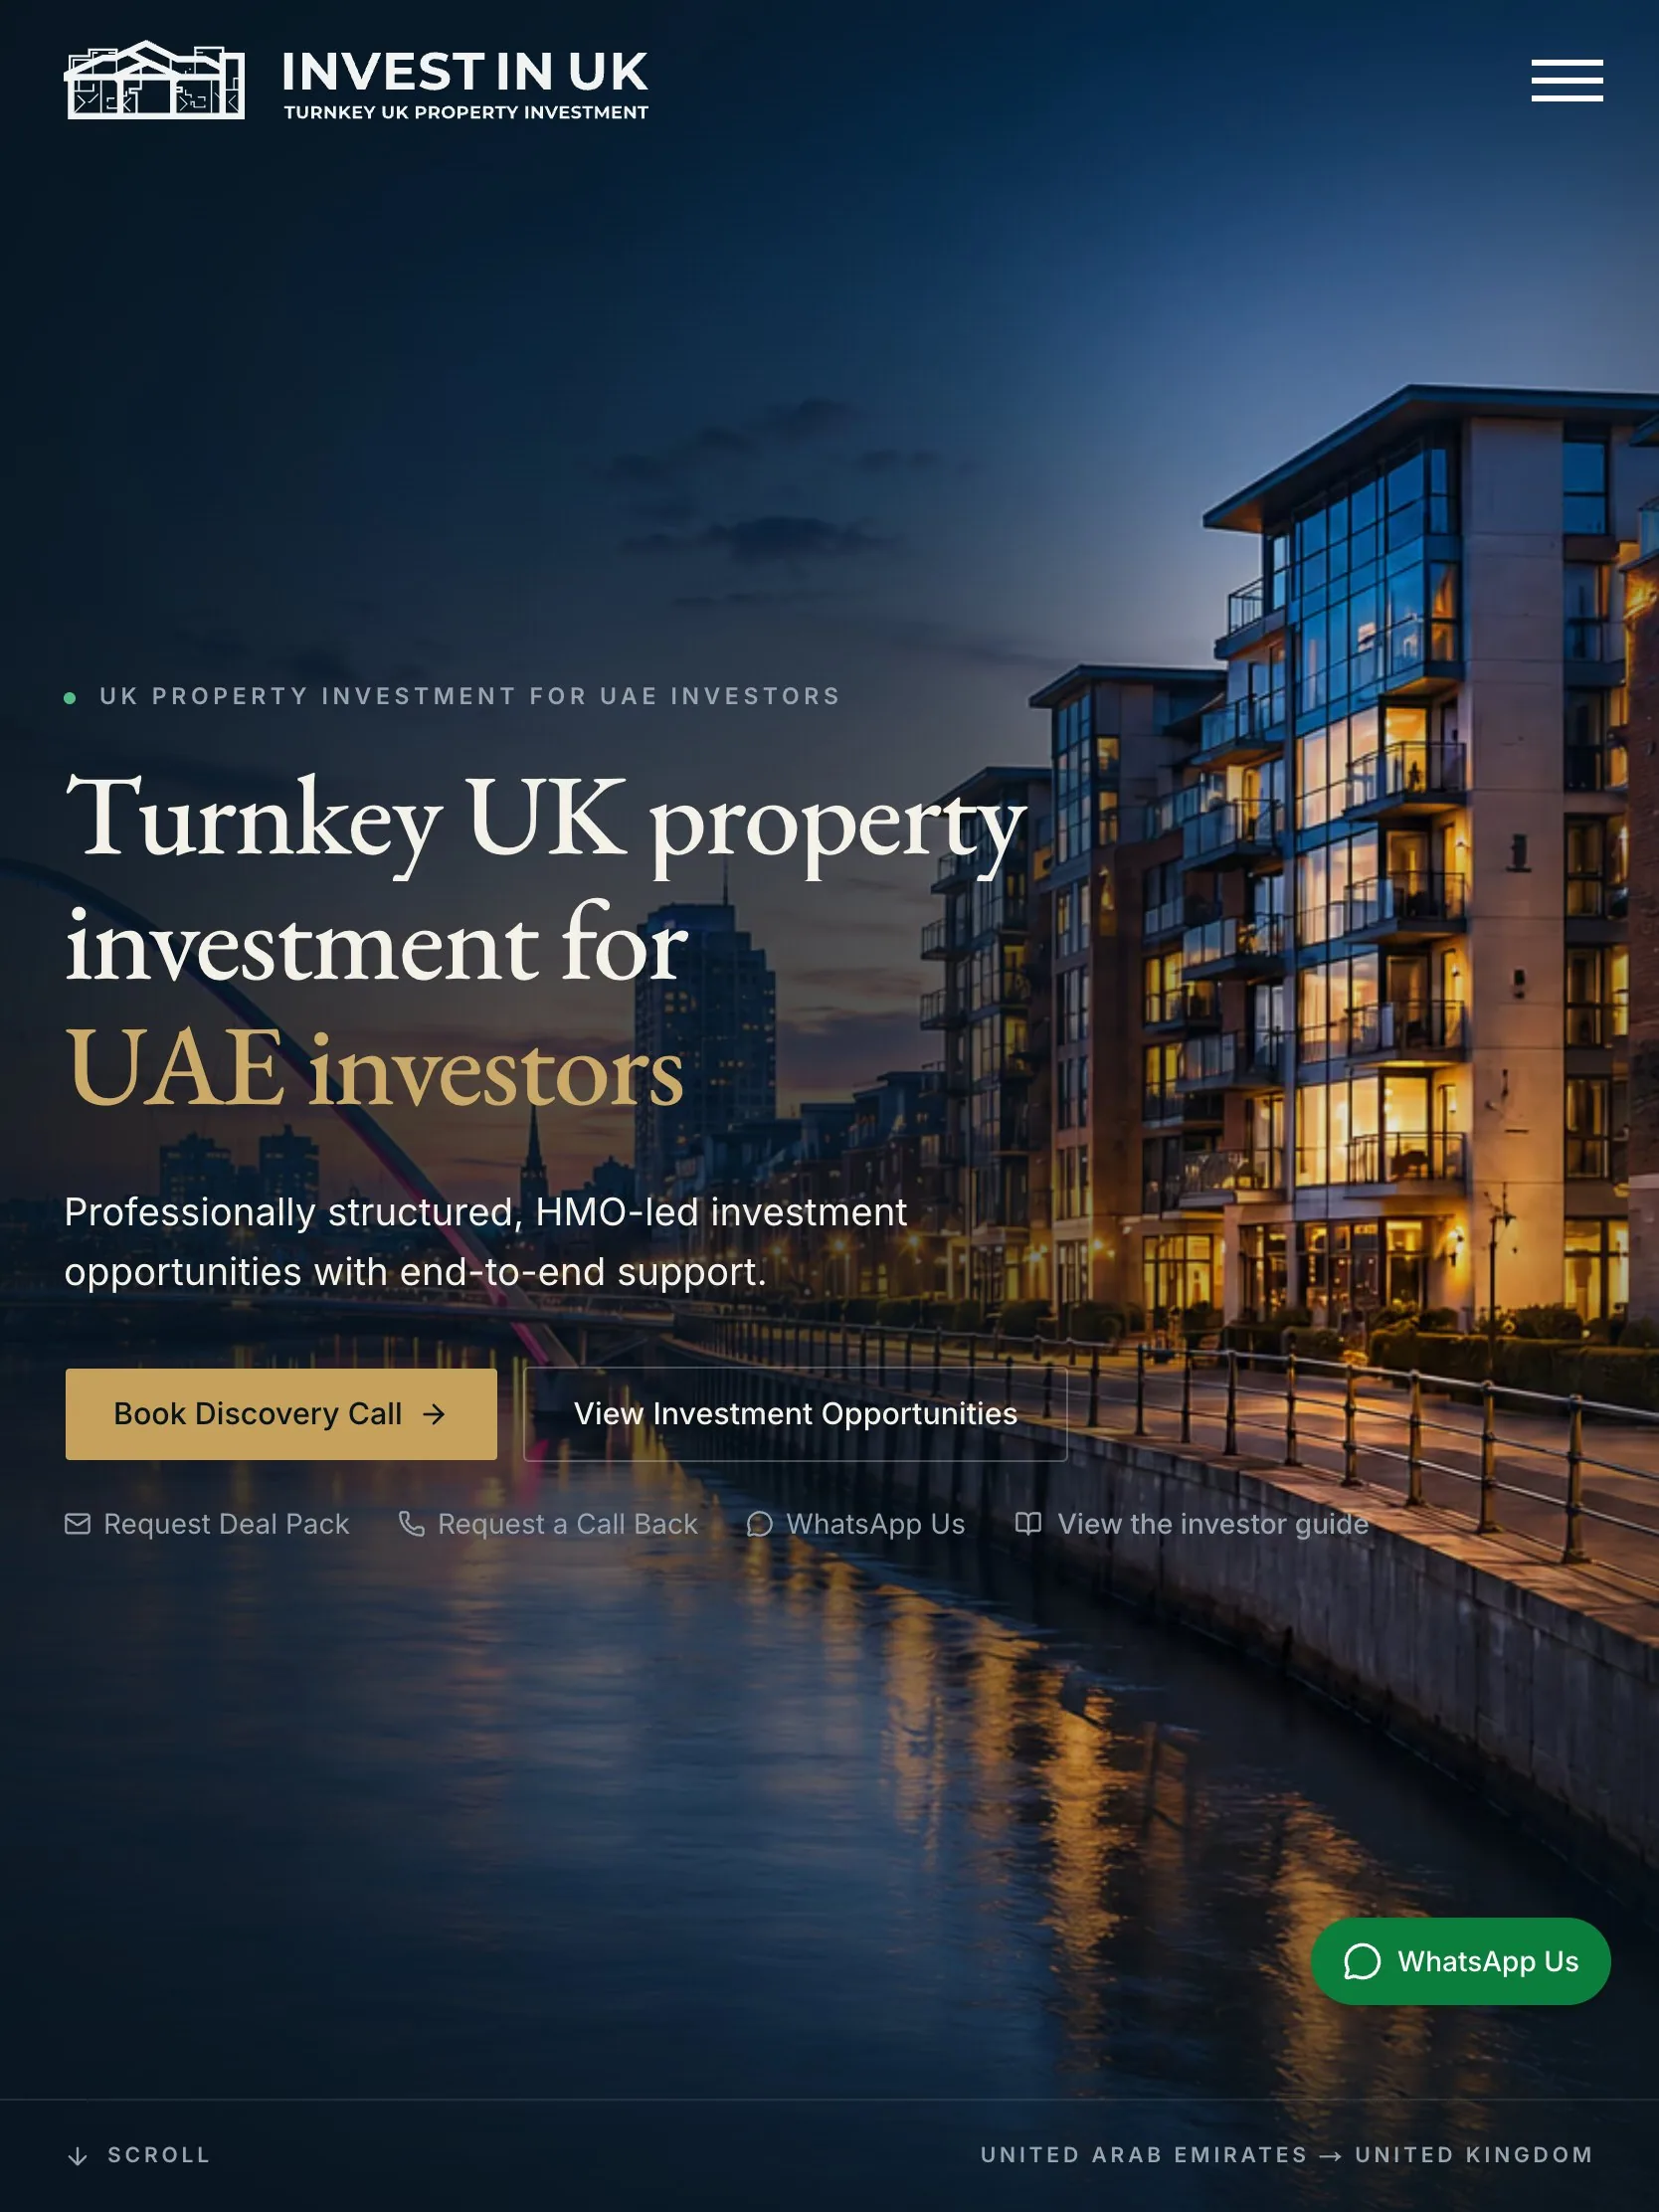 INVEST IN UK
TURNKEY UK PROPERTY INVESTMENT
UK PROPERTY INVESTMENT FOR UAE INVESTORS
Turnkey UK property
investment for
UAE investors
Professionally structured, HMO-led investment
opportunities with end-to-end support.
Book Discovery Call →
View Investment Opportunities
Request Deal Pack
Request a Call Back
WhatsApp Us
View the investor guide
WhatsApp Us
↓ SCROLL
UNITED ARAB EMIRATES → UNITED KINGDOM